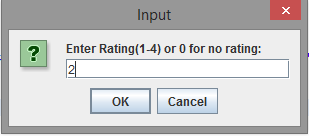 Input
Enter Rating(1-4) or 0 for no rating:
2
OK Cancel